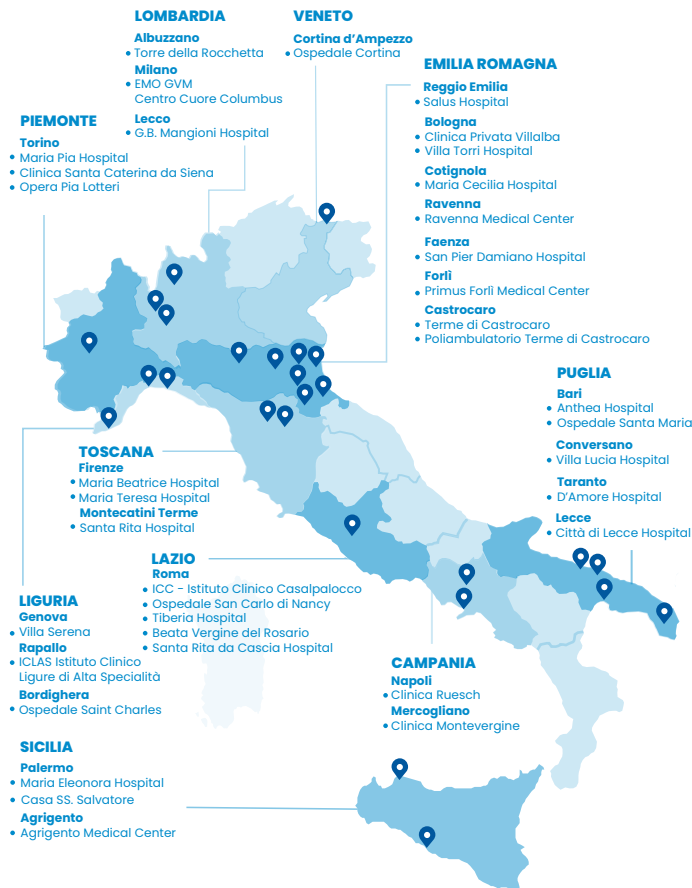 LOMBARDIA
Albuzzano
• Torre della Rocchetta
Milano
• EMO GVM
Centro Cuore Columbus
Lecco
• G.B. Mangioni Hospital
VENETO
Cortina d’Ampezzo
• Ospedale Cortina
EMILIA ROMAGNA
Reggio Emilia
• Salus Hospital
Bologna
• Clinica Privata Villalba
• Villa Torri Hospital
Cotignola
• Maria Cecilia Hospital
Ravenna
• Ravenna Medical Center
Faenza
• San Pier Damiano Hospital
Forlì
• Primus Forlì Medical Center
Castrocaro
• Terme di Castrocaro
• Poliambulatorio Terme di Castrocaro
PIEMONTE
Torino
• Maria Pia Hospital
• Clinica Santa Caterina da Siena
• Opera Pia Lotteri
PUGLIA
Bari
• Anthea Hospital
• Ospedale Santa Maria
Conversano
• Villa Lucia Hospital
Taranto
• D’Amore Hospital
Lecce
• Città di Lecce Hospital
TOSCANA
Firenze
• Maria Beatrice Hospital
• Maria Teresa Hospital
Montecatini Terme
• Santa Rita Hospital
LAZIO
Roma
• ICC - Istituto Clinico Casalpalocco
• Ospedale San Carlo di Nancy
• Tiberia Hospital
• Beata Vergine del Rosario
• Santa Rita da Cascia Hospital
LIGURIA
Genova
• Villa Serena
Rapallo
• ICLAS Istituto Clinico
Ligure di Alta Specialità
Bordighera
• Ospedale Saint Charles
CAMPANIA
Napoli
• Clinica Ruesch
Mercogliano
• Clinica Montevergine
SICILIA
Palermo
• Maria Eleonora Hospital
• Casa SS. Salvatore
Agrigento
• Agrigento Medical Center